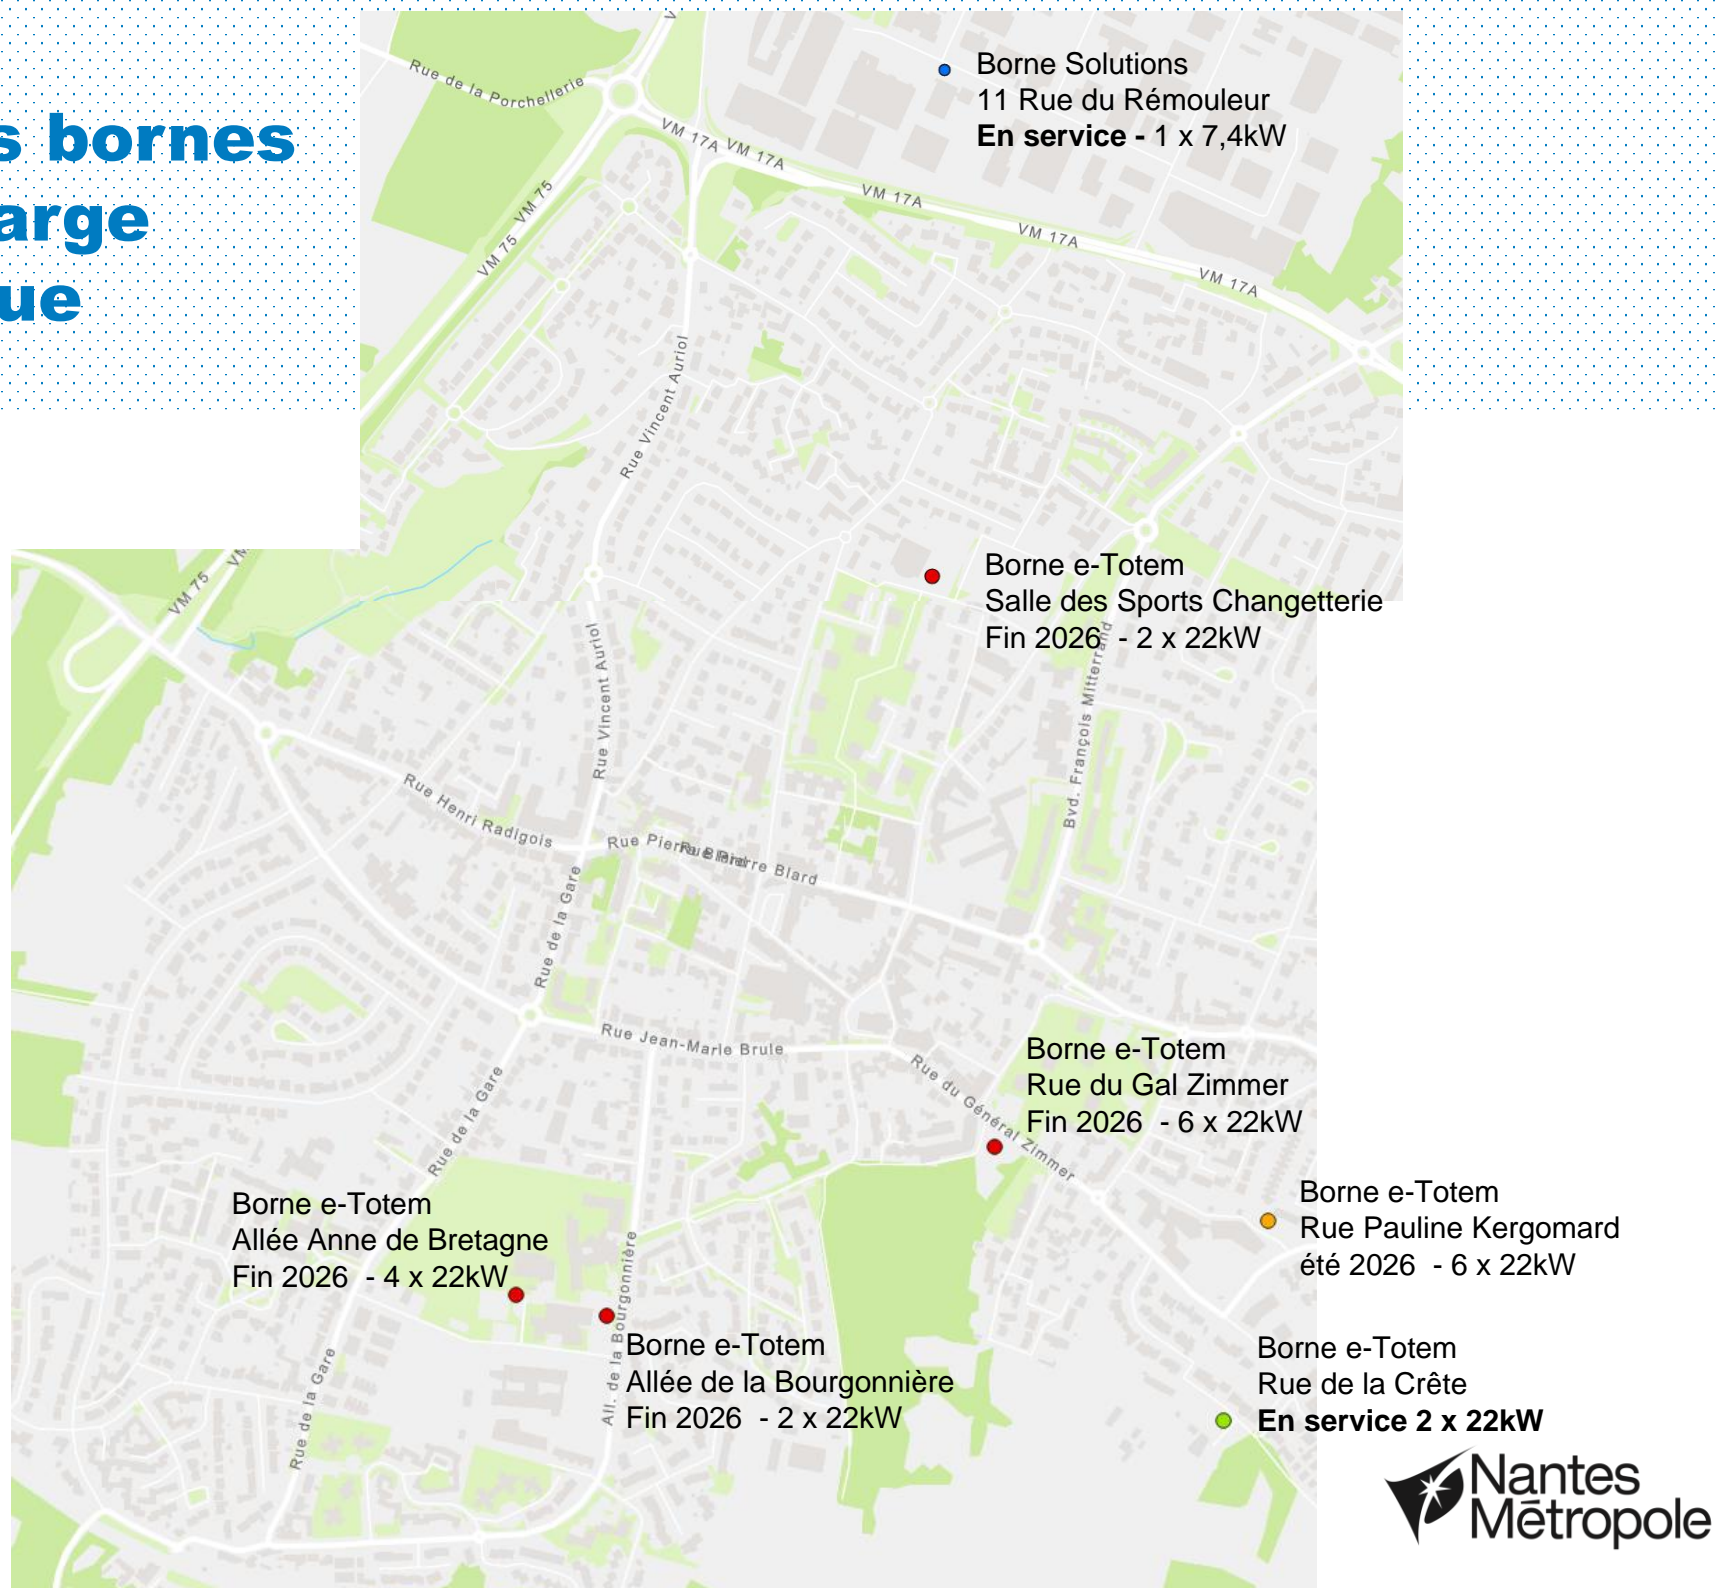 s bornes
arge
ue
Rue de la Porchellerie
VM 17A
VM 17A
VM 17A
VM 17A
VM 17A
VM 75
VM 75
Borne Solutions
11 Rue du Rémouleur
En service - 1 x 7,4kW
Rue Vincent Auriol
VM 75
Borne e-Totem
Salle des Sports Changetterie
Fin 2026 - 2 x 22kW
Rue Vincent Auriol
Bvd. François Mitterrand
Rue Henri Radigois
Rue Pierre Blard
Rue Pierre Blard
Rue de la Gare
Rue Jean-Marie Brule
Rue du Général Zimmer
Borne e-Totem
Rue du Gal Zimmer
Fin 2026 - 6 x 22kW
Rue de la Gare
Borne e-Totem
Allée Anne de Bretagne
Fin 2026 - 4 x 22kW
Borne e-Totem
Rue Pauline Kergomard
été 2026 - 6 x 22kW
All. de la Bourgonnière
Borne e-Totem
Allée de la Bourgonnière
Fin 2026 - 2 x 22kW
Rue de la Gare
Borne e-Totem
Rue de la Crête
En service 2 x 22kW
Nantes
Métropole